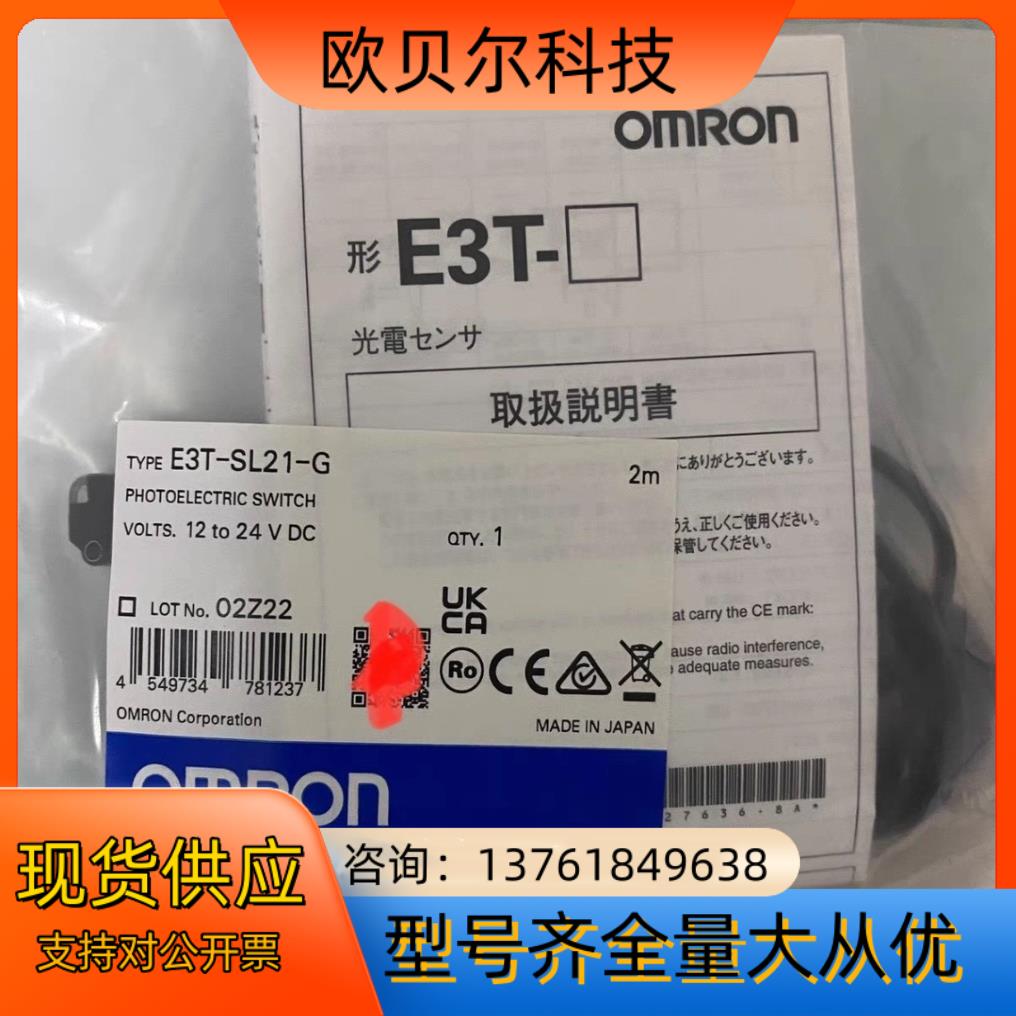 欧贝尔科技
OMRON
形 E3T-□
光電センサ
取扱説明書
にありがとうございます。
うえ、正しくご使用ください。
保管してください。
at carry the CE mark:
ause radio interference,
adequate measures.
TYPE E3T-SL21-G
2m
PHOTOELECTRIC SWITCH
VOLTS. 12 to 24 V DC
QTY. 1
LOT No. 02Z22
UK
CA
Ro
CE
4 549734 781237
OMRON Corporation
MADE IN JAPAN
OMRON
27636-8A*
现货供应
支持对公开票
咨询：13761849638
型号齐全量大从优